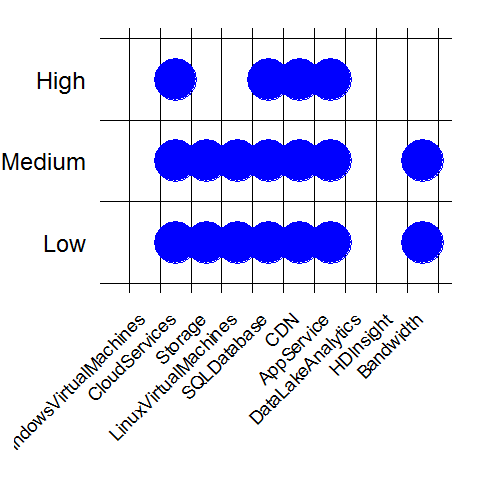 High
Medium
Low
ndowsVirtualMachines
CloudServices
Storage
LinuxVirtualMachines
SQLDatabase
CDN
AppService
DataLakeAnalytics
HDInsight
Bandwidth